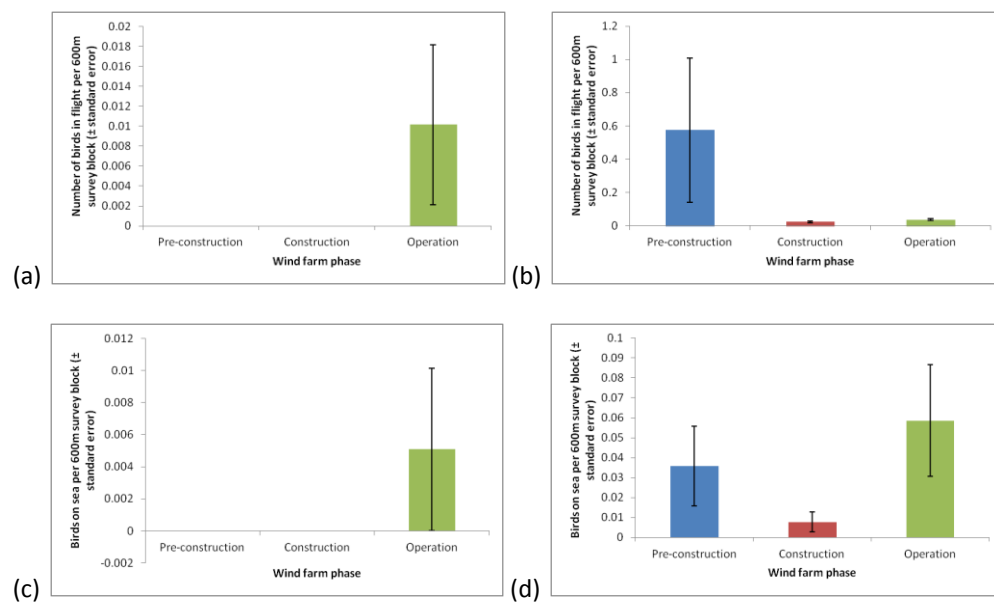 Number of birds in flight per 600m
survey block (± standard error)
0.02
0.018
0.016
0.014
0.012
0.01
0.008
0.006
0.004
0.002
0
Pre-construction Construction Operation
Wind farm phase
(a)
Number of birds in flight per 600m
survey block (± standard error)
1.2
1
0.8
0.6
0.4
0.2
0
Pre-construction Construction Operation
Wind farm phase
(b)
Birds on sea per 600m survey block (±
standard error)
0.012
0.01
0.008
0.006
0.004
0.002
0
-0.002
Pre-construction Construction Operation
Wind farm phase
(c)
Birds on sea per 600m survey block (±
standard error)
0.1
0.09
0.08
0.07
0.06
0.05
0.04
0.03
0.02
0.01
0
Pre-construction Construction Operation
Wind farm phase
(d)